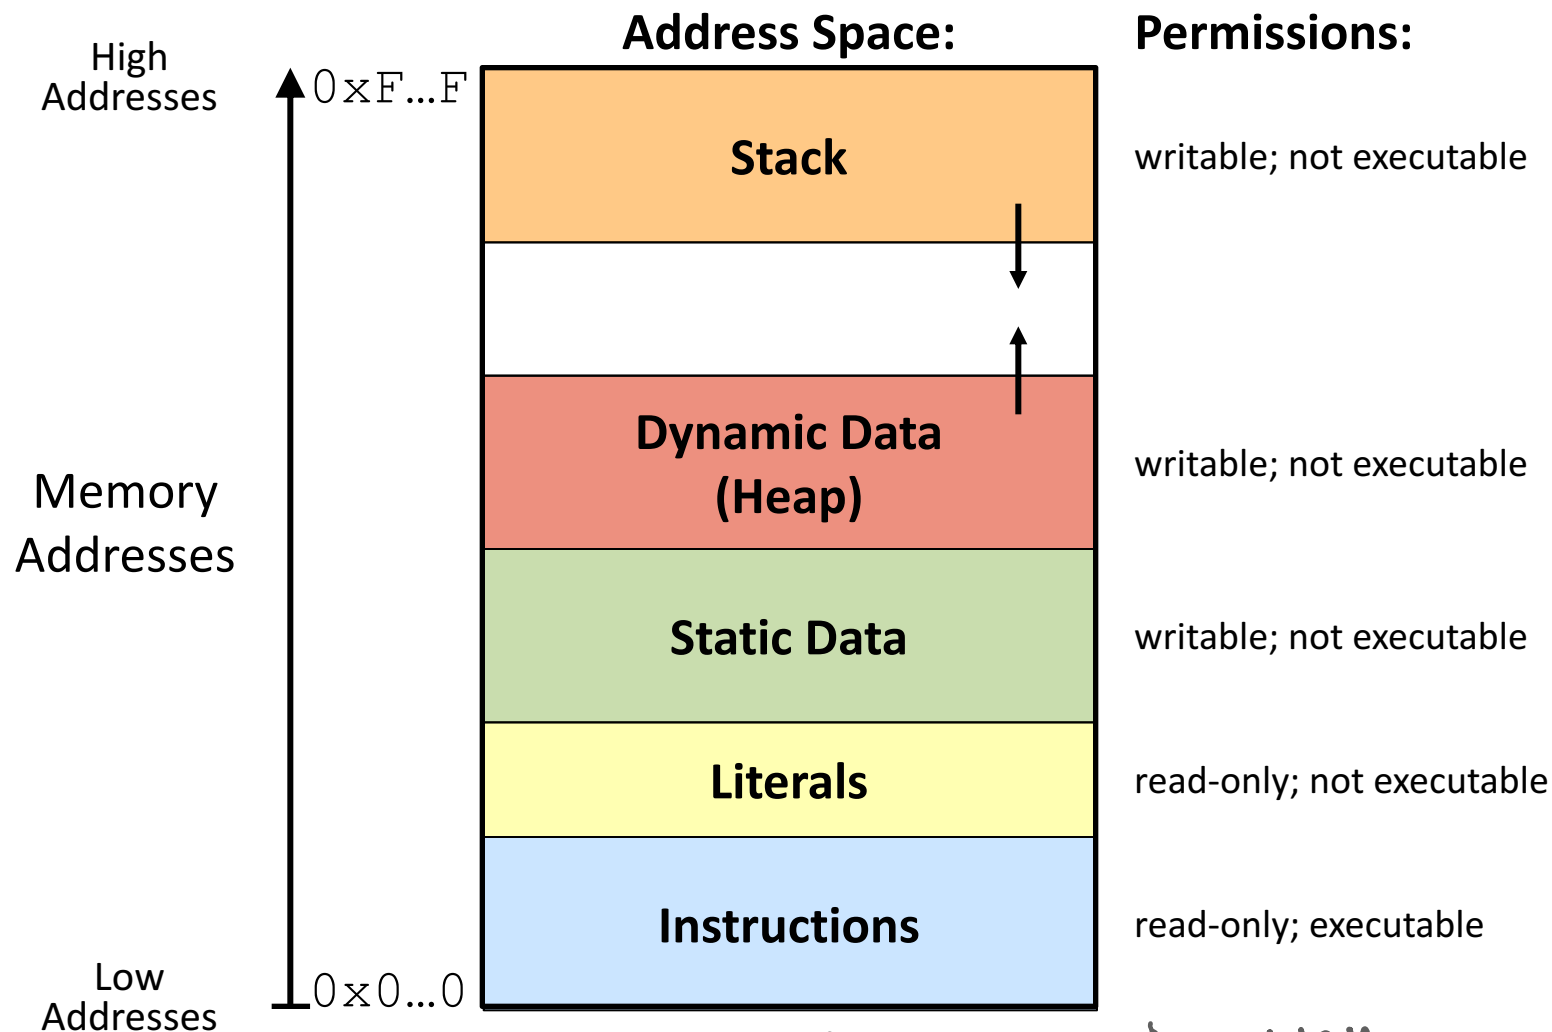 Address Space:
Permissions:
High
Addresses
0xF…F
Stack
writable; not executable
Dynamic Data
(Heap)
writable; not executable
Memory
Addresses
Static Data
writable; not executable
Literals
read-only; not executable
Instructions
read-only; executable
Low
Addresses
0x0…0